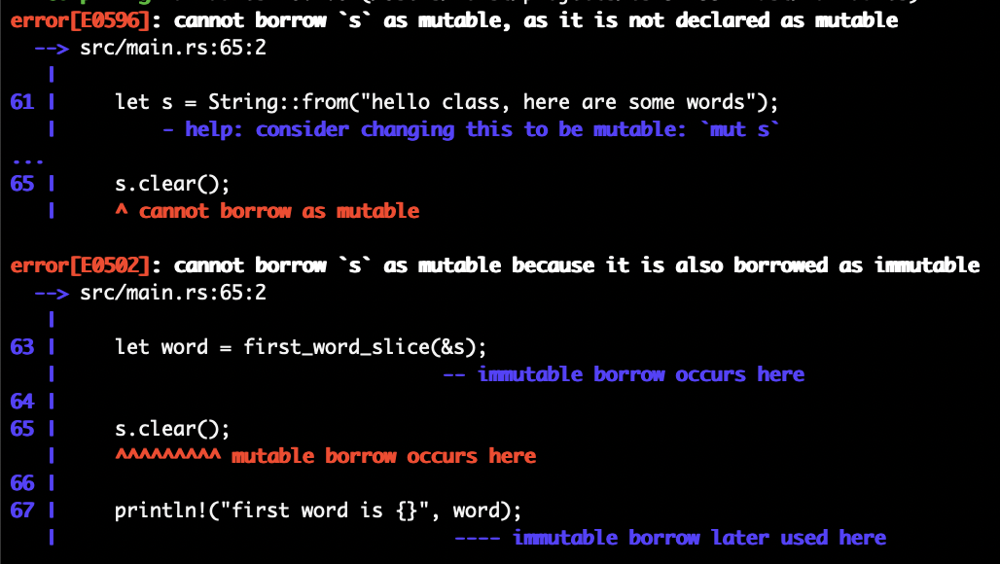 error[E0596]: cannot borrow `s` as mutable, as it is not declared as mutable
  --> src/main.rs:65:2
   |
61 |     let s = String::from("hello class, here are some words");
   |         - help: consider changing this to be mutable: `mut s`
...
65 |     s.clear();
   |     ^ cannot borrow as mutable

error[E0502]: cannot borrow `s` as mutable because it is also borrowed as immutable
  --> src/main.rs:65:2
   |
63 |     let word = first_word_slice(&s);
   |                                 -- immutable borrow occurs here
64 |
65 |     s.clear();
   |     ^^^^^^^^^ mutable borrow occurs here
66 |
67 |     println!("first word is {}", word);
   |                                  ---- immutable borrow later used here